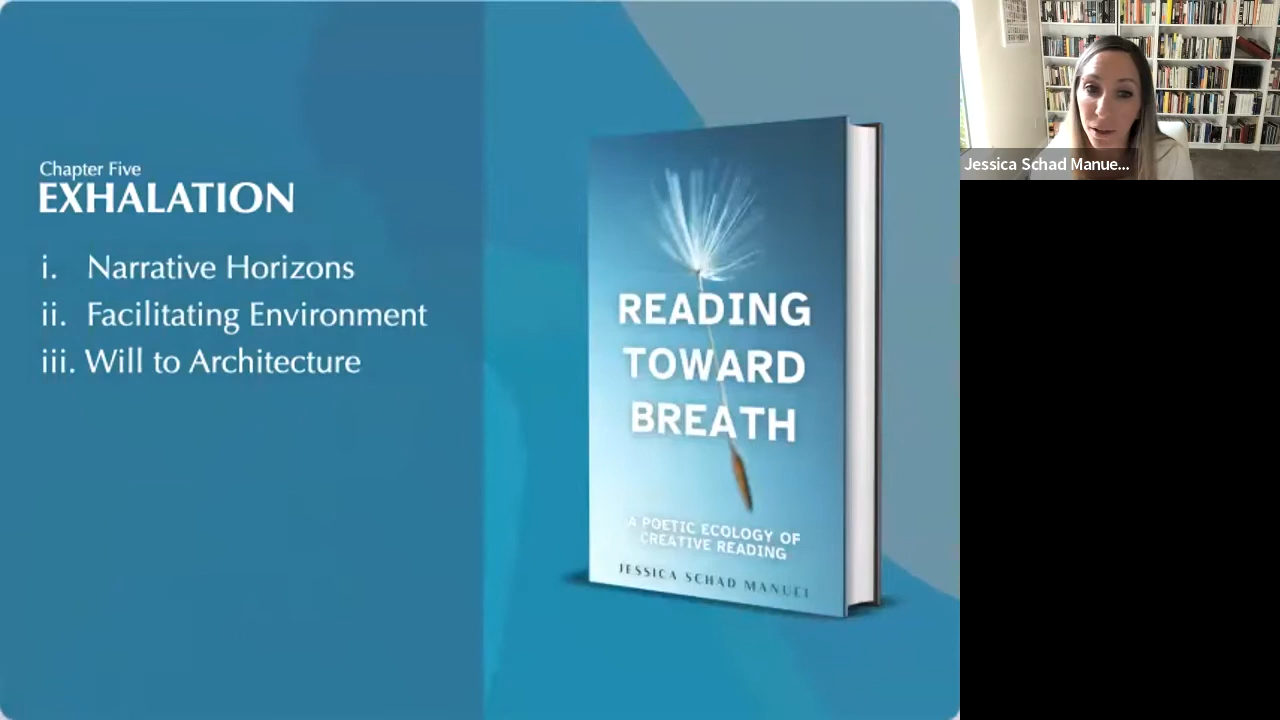 Chapter Five
EXHALATION
i. Narrative Horizons
ii. Facilitating Environment
iii. Will to Architecture
READING
TOWARD
BREATH
A POETIC ECOLOGY OF
CREATIVE READING
JESSICA SCHAD MANUEL
Jessica Schad Manue...